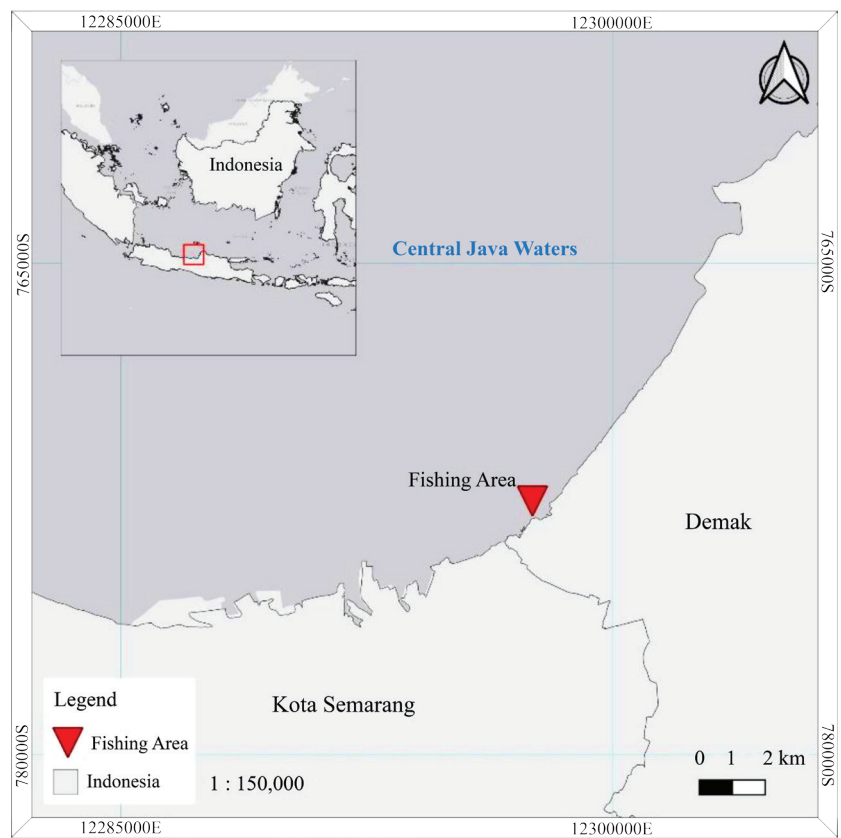 12285000E
12300000E
Indonesia
Central Java Waters
765000S
765000S
Fishing Area
Demak
Kota Semarang
Legend
Fishing Area
Indonesia
1 : 150,000
0 1 2 km
780000S
780000S
12285000E
12300000E